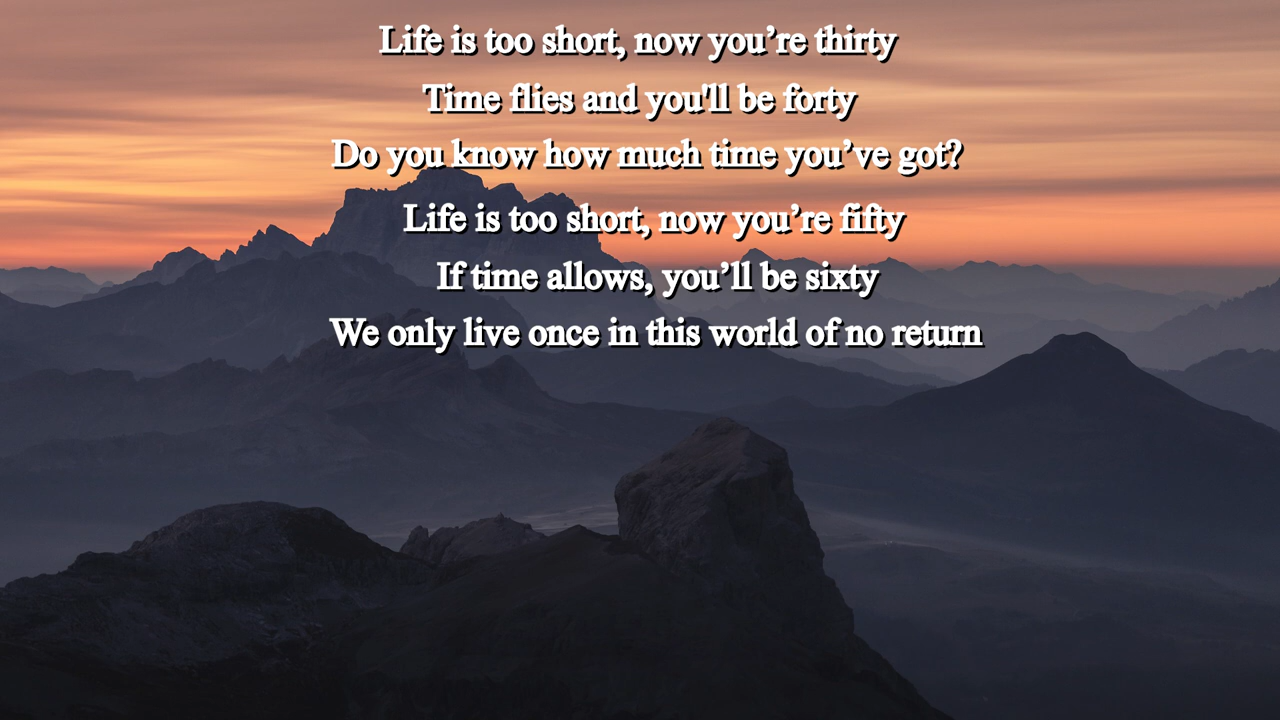 Life is too short, now you’re thirty
Time flies and you'll be forty
Do you know how much time you’ve got?
Life is too short, now you’re fifty
If time allows, you’ll be sixty
We only live once in this world of no return